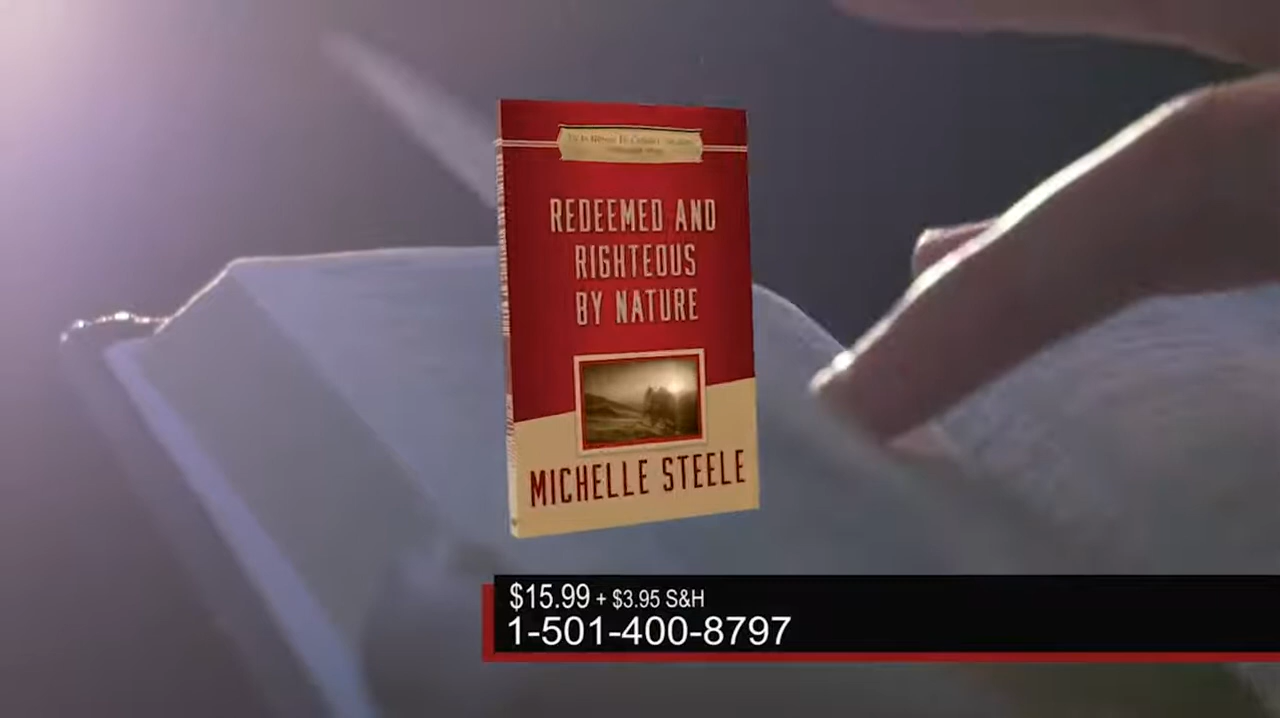 REDEEMED AND
RIGHTEOUS
BY NATURE
MICHELLE STEELE
$15.99 + $3.95 S&H
1-501-400-8797